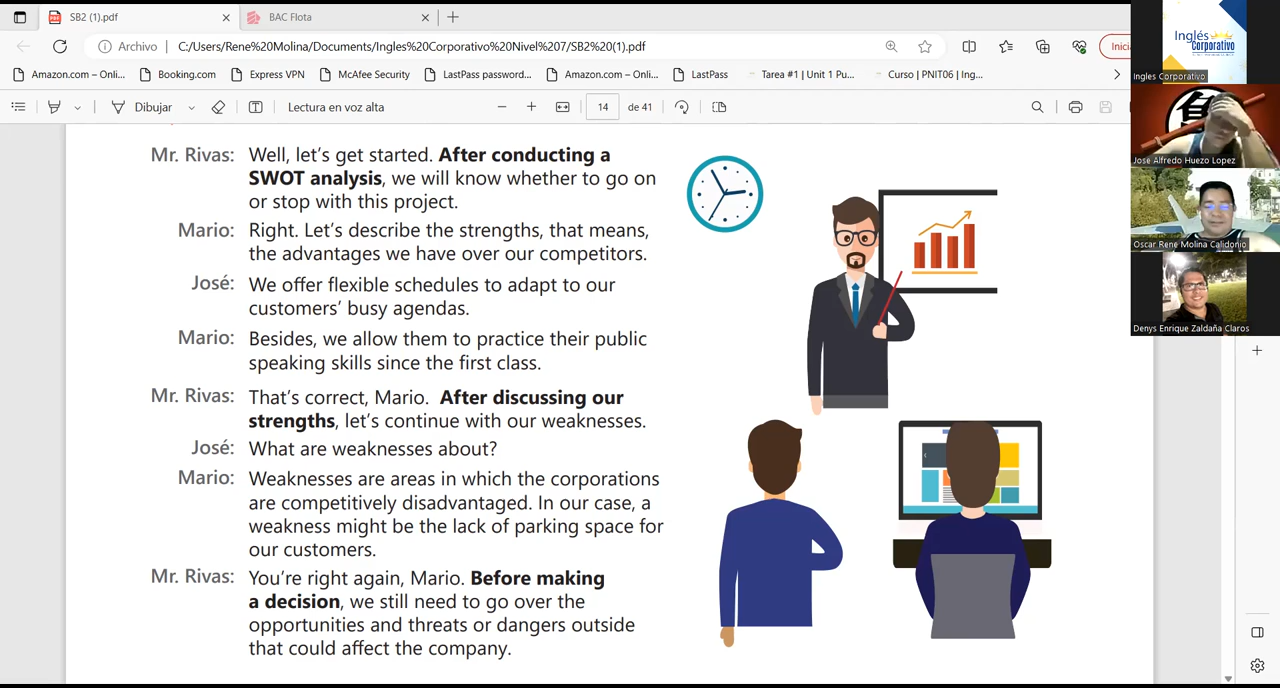 SB2 (1).pdf
BAC Flota
Archivo
C:/Users/Rene%20Molina/Documents/Ingles%20Corporativo%20Nivel%207/SB2%20(1).pdf
Inicia
Amazon.com – Onli...
Booking.com
Express VPN
McAfee Security
LastPass password...
Amazon.com – Onli...
LastPass
Tarea #1 | Unit 1 Pu...
Curso | PNIT06 | Ing...
Dibujar
Lectura en voz alta
14
de 41
Mr. Rivas: Well, let's get started. After conducting a
SWOT analysis, we will know whether to go on
or stop with this project.
Mario: Right. Let's describe the strengths, that means,
the advantages we have over our competitors.
José: We offer flexible schedules to adapt to our
customers' busy agendas.
Mario: Besides, we allow them to practice their public
speaking skills since the first class.
Mr. Rivas: That's correct, Mario. After discussing our
strengths, let's continue with our weaknesses.
José: What are weaknesses about?
Mario: Weaknesses are areas in which the corporations
are competitively disadvantaged. In our case, a
weakness might be the lack of parking space for
our customers.
Mr. Rivas: You're right again, Mario. Before making
a decision, we still need to go over the
opportunities and threats or dangers outside
that could affect the company.
Inglés
Corporativo
Ingles Corporativo
Jose Alfredo Huezo Lopez
Oscar Rene Molina Calidonio
Denys Enrique Zaldaña Claros